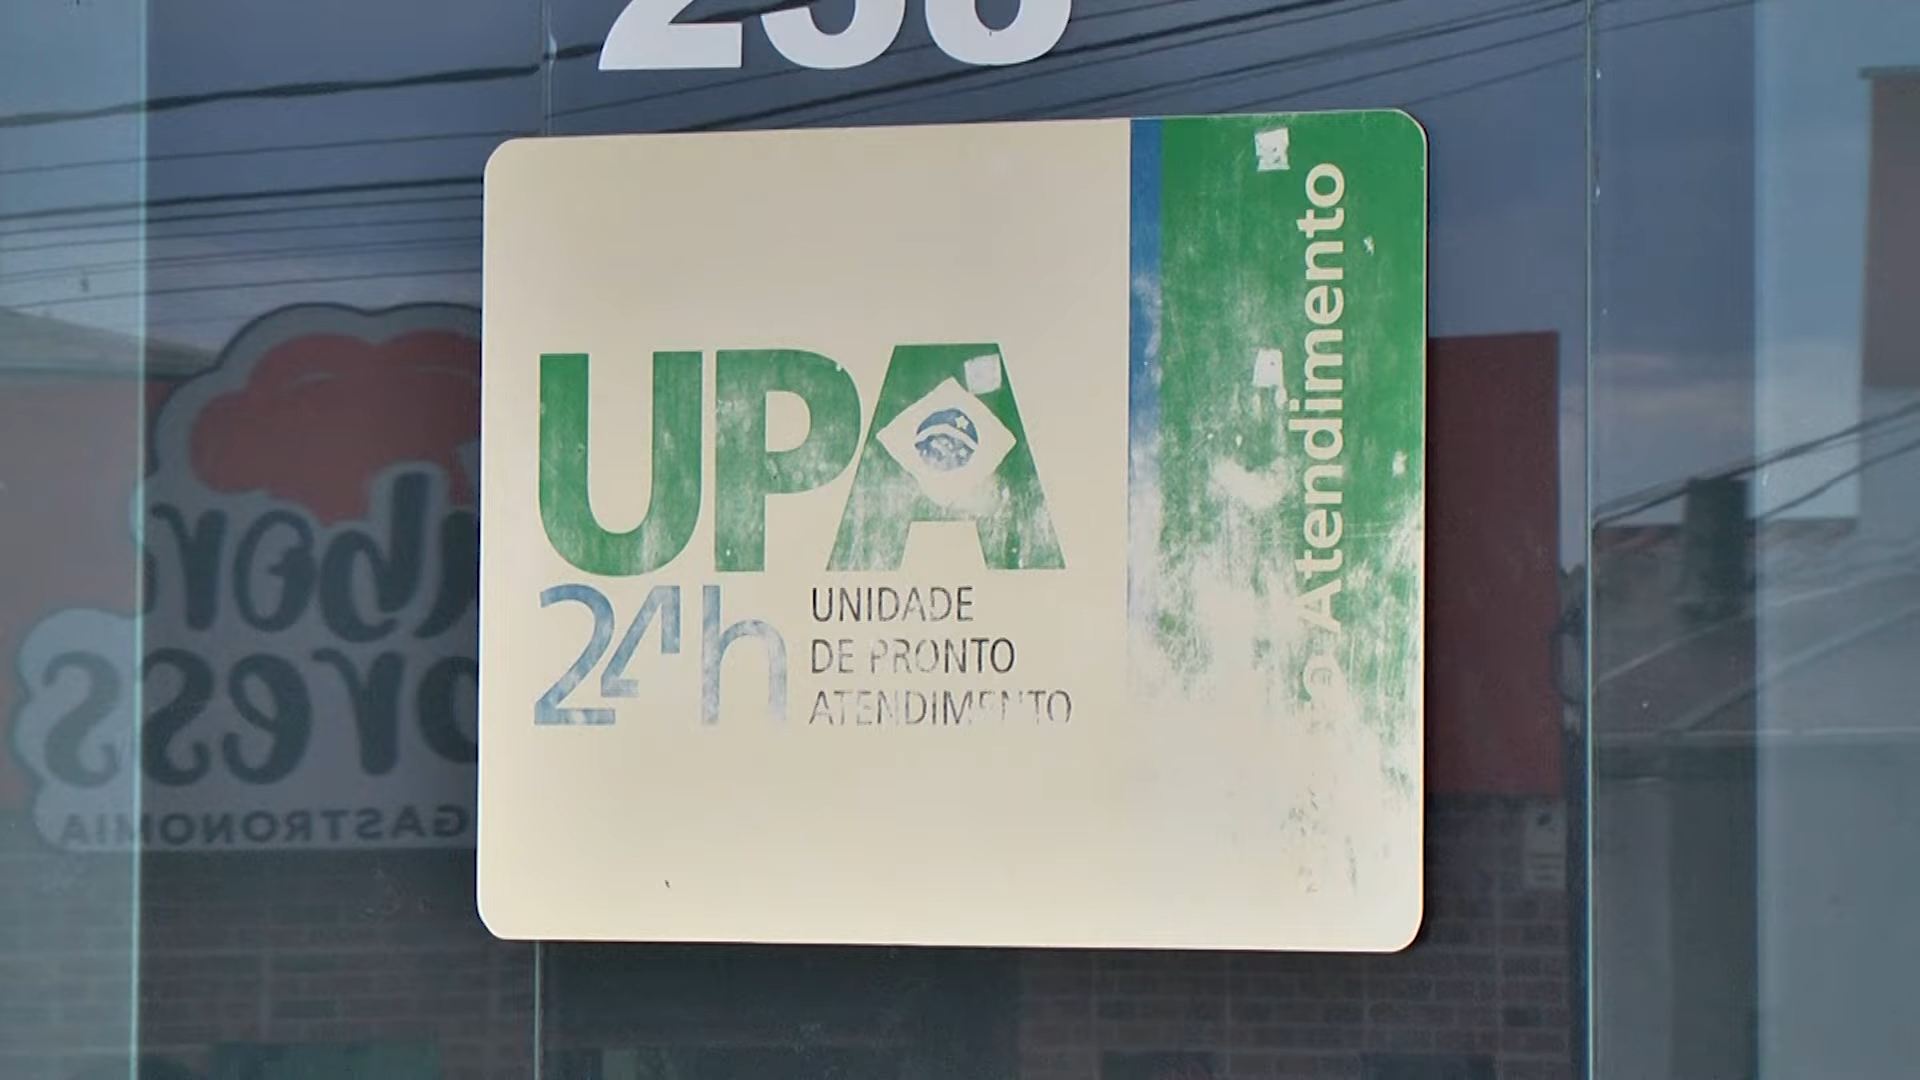 UPA
24h
UNIDADE
DE PRONTO
ATENDIMENTO
Atendimento
GASTRONOMIA